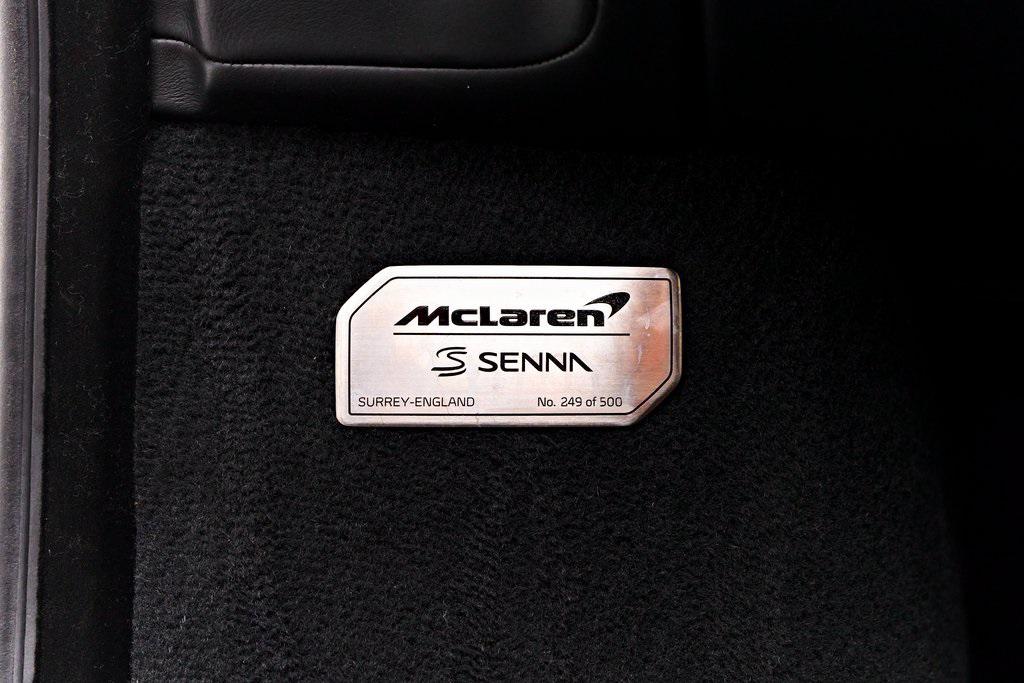 McLaren
SENNA
SURREY-ENGLAND No. 249 of 500